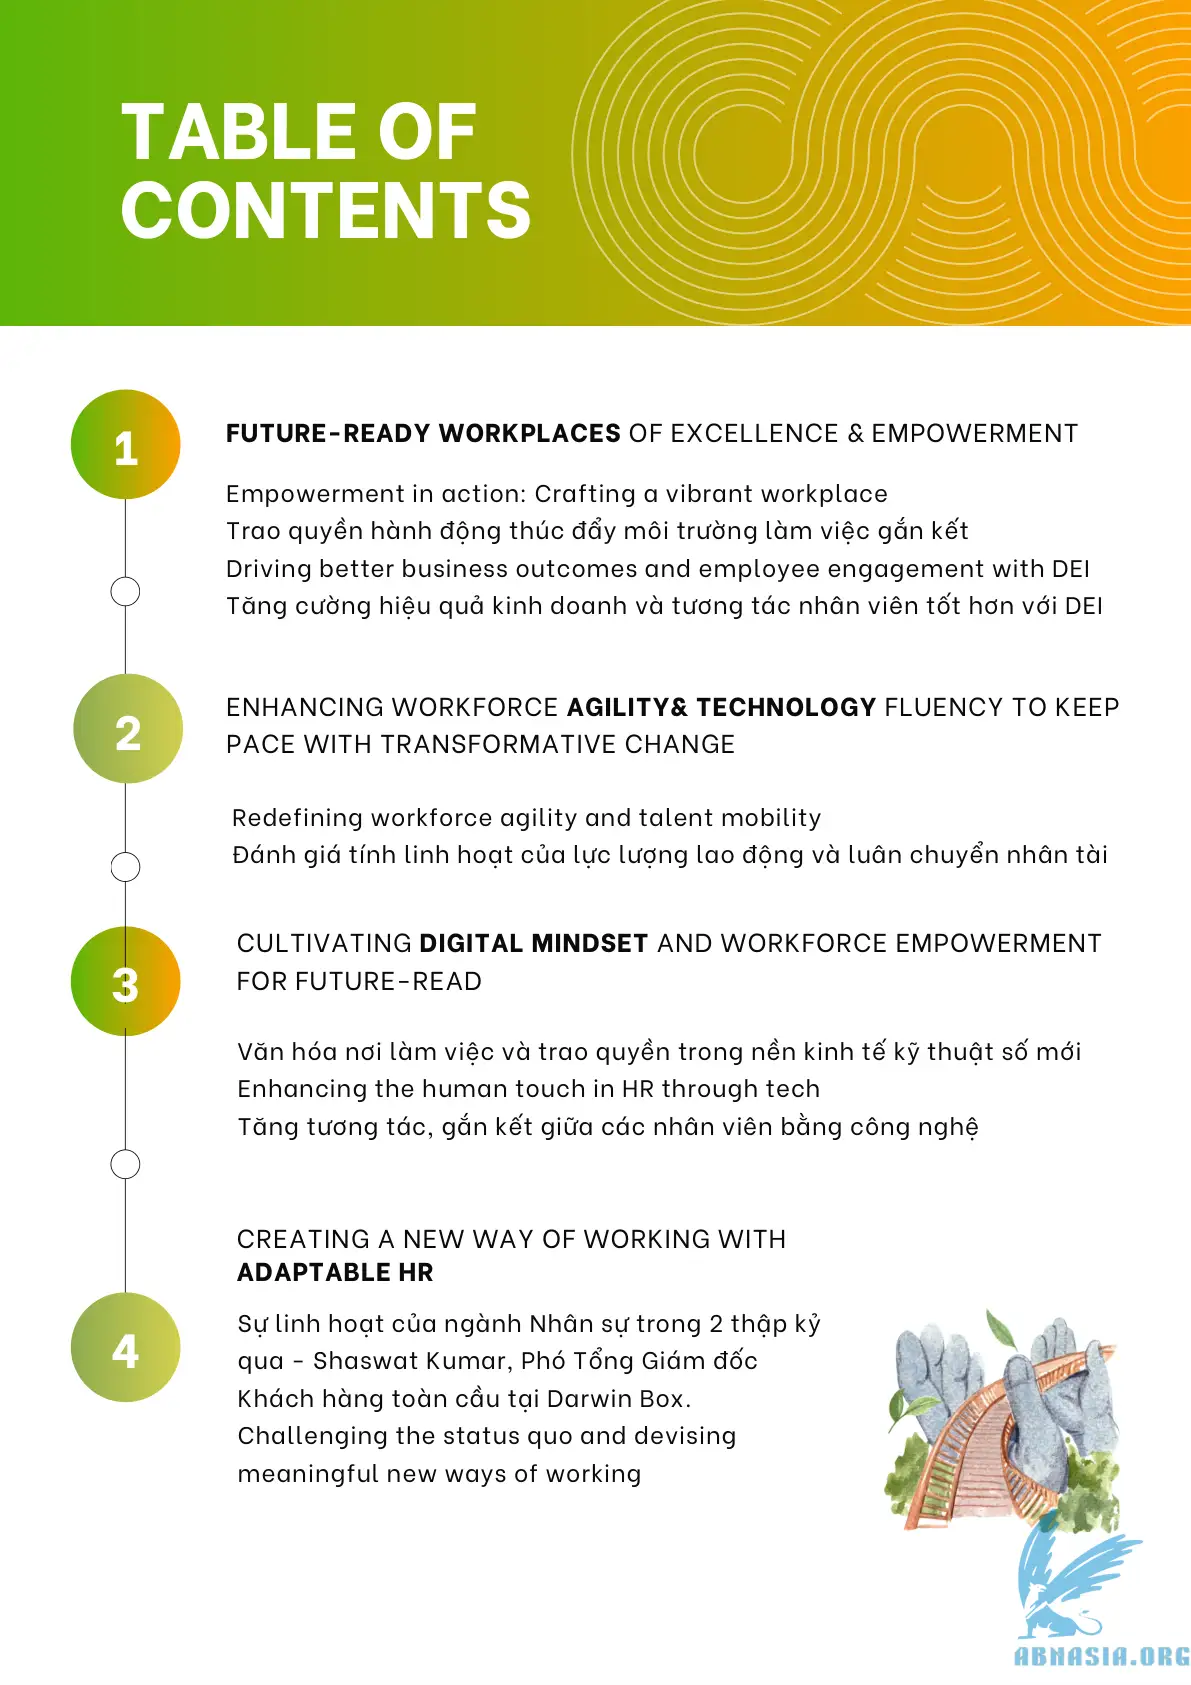 TABLE OF
CONTENTS
1
FUTURE-READY WORKPLACES OF EXCELLENCE & EMPOWERMENT
Empowerment in action: Crafting a vibrant workplace
Trao quyền hành động thúc đẩy môi trường làm việc gắn kết
Driving better business outcomes and employee engagement with DEI
Tăng cường hiệu quả kinh doanh và tương tác nhân viên tốt hơn với DEI
2
ENHANCING WORKFORCE AGILITY& TECHNOLOGY FLUENCY TO KEEP
PACE WITH TRANSFORMATIVE CHANGE
Redefining workforce agility and talent mobility
Đánh giá tính linh hoạt của lực lượng lao động và luân chuyển nhân tài
3
CULTIVATING DIGITAL MINDSET AND WORKFORCE EMPOWERMENT
FOR FUTURE-READ
Văn hóa nơi làm việc và trao quyền trong nền kinh tế kỹ thuật số mới
Enhancing the human touch in HR through tech
Tăng tương tác, gắn kết giữa các nhân viên bằng công nghệ
4
CREATING A NEW WAY OF WORKING WITH
ADAPTABLE HR
Sự linh hoạt của ngành Nhân sự trong 2 thập kỷ
qua - Shaswat Kumar, Phó Tổng Giám đốc
Khách hàng toàn cầu tại Darwin Box.
Challenging the status quo and devising
meaningful new ways of working
ABNASIA.ORG